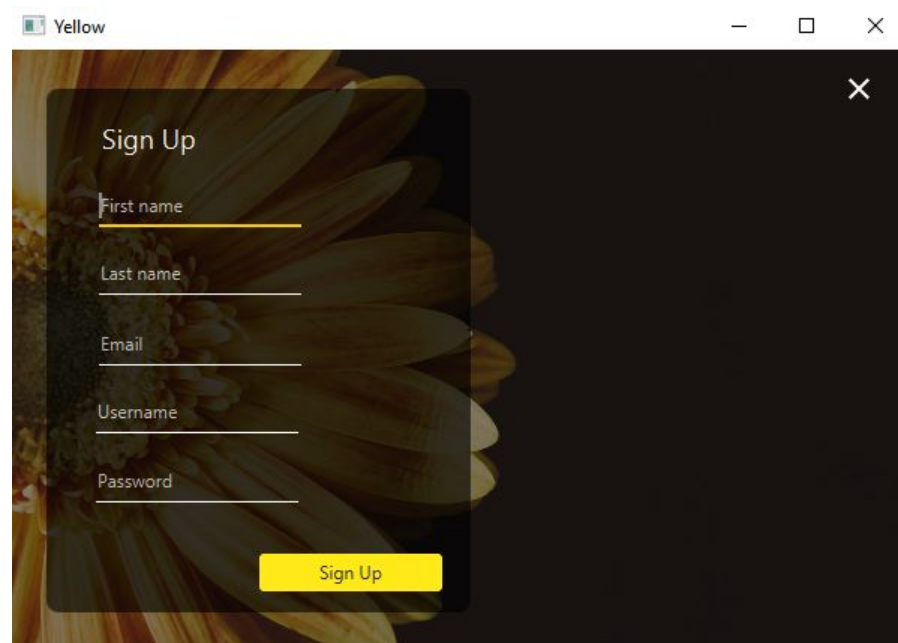 Yellow
Sign Up
First name
Last name
Email
Username
Password
Sign Up